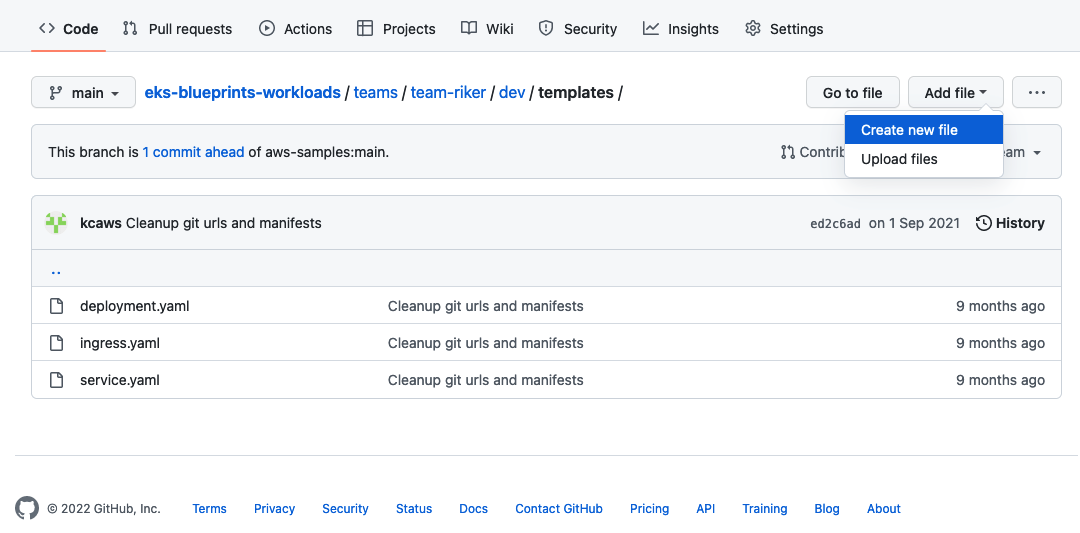 Code Pull requests Actions Projects Wiki Security Insights Settings
main eks-blueprints-workloads / teams / team-riker / dev / templates / Go to file Add file ...
Create new file
Upload files
This branch is 1 commit ahead of aws-samples:main.
kcaws Cleanup git urls and manifests ed2c6ad on 1 Sep 2021 History
..
deployment.yaml Cleanup git urls and manifests 9 months ago
ingress.yaml Cleanup git urls and manifests 9 months ago
service.yaml Cleanup git urls and manifests 9 months ago
© 2022 GitHub, Inc. Terms Privacy Security Status Docs Contact GitHub Pricing API Training Blog About